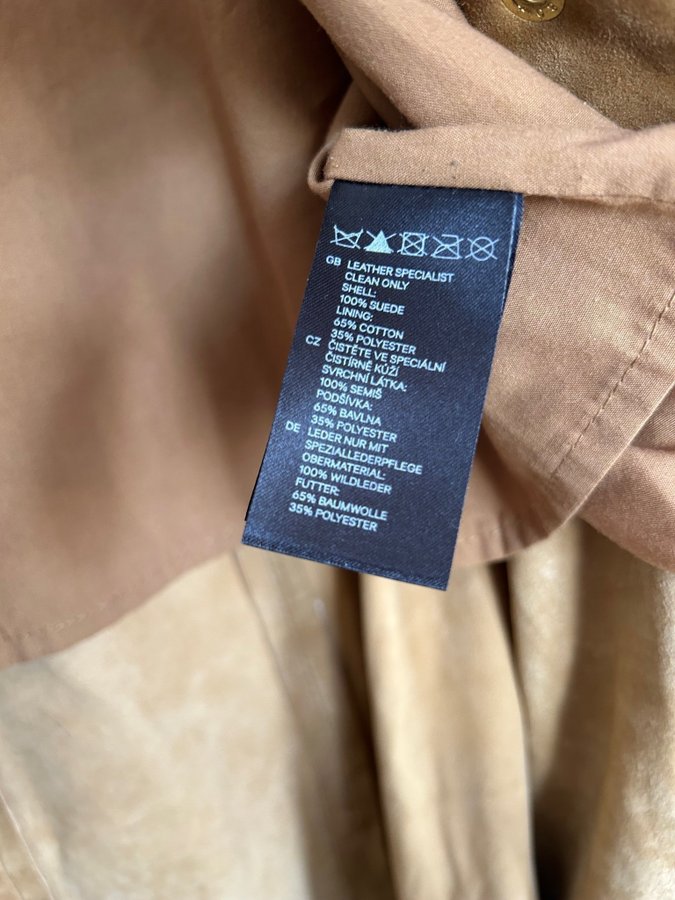 GB LEATHER SPECIALIST
CLEAN ONLY
SHELL:
100% SUEDE
LINING:
65% COTTON
35% POLYESTER
CZ ČISTĚTE VE SPECIÁLNÍ
ČISTÍRNĚ KŮŽÍ
SVRCHNÍ LÁTKA:
100% SEMIŠ
PODŠÍVKA:
65% BAVLNA
35% POLYESTER
DE LEDER NUR MIT
SPEZIALLEDERPFLEGE
OBERMATERIAL:
100% WILDLEDER
FUTTER:
65% BAUMWOLLE
35% POLYESTER